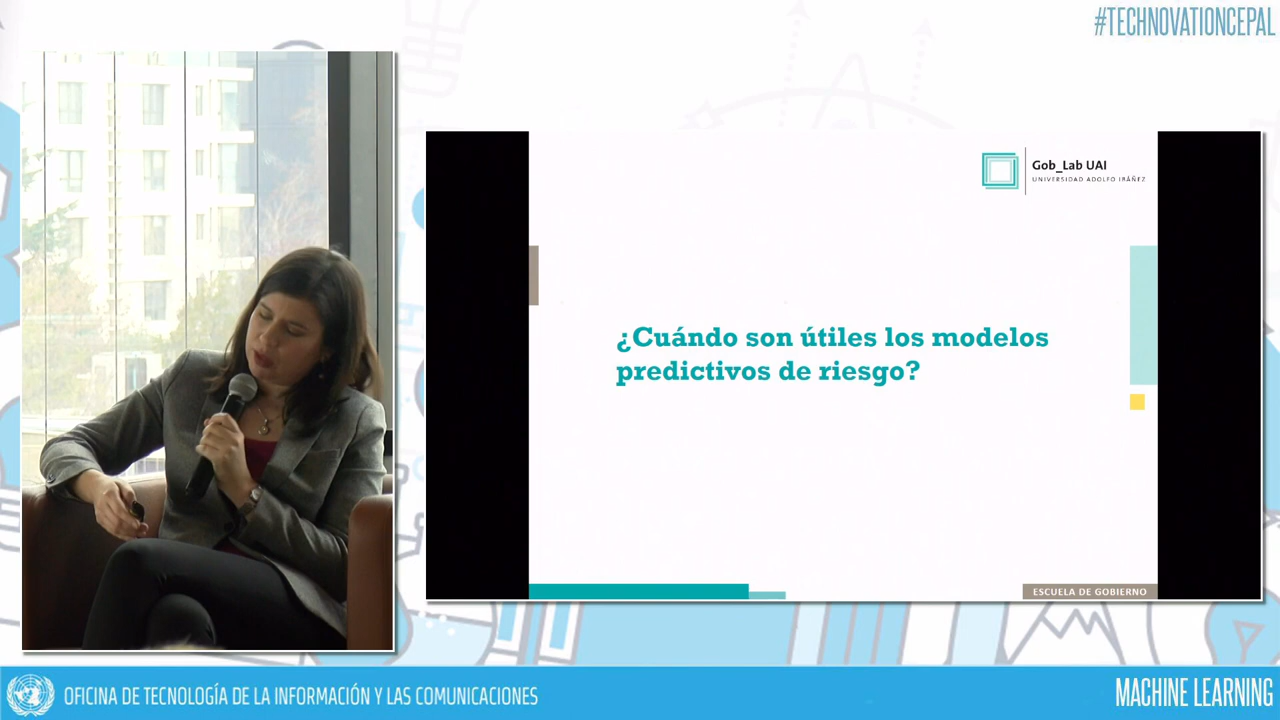 #TECHNOVATIONCEPAL
Gob_Lab UAI
UNIVERSIDAD ADOLFO IBÁÑEZ
¿Cuándo son útiles los modelos
predictivos de riesgo?
ESCUELA DE GOBIERNO
OFICINA DE TECNOLOGÍA DE LA INFORMACIÓN Y LAS COMUNICACIONES
MACHINE LEARNING